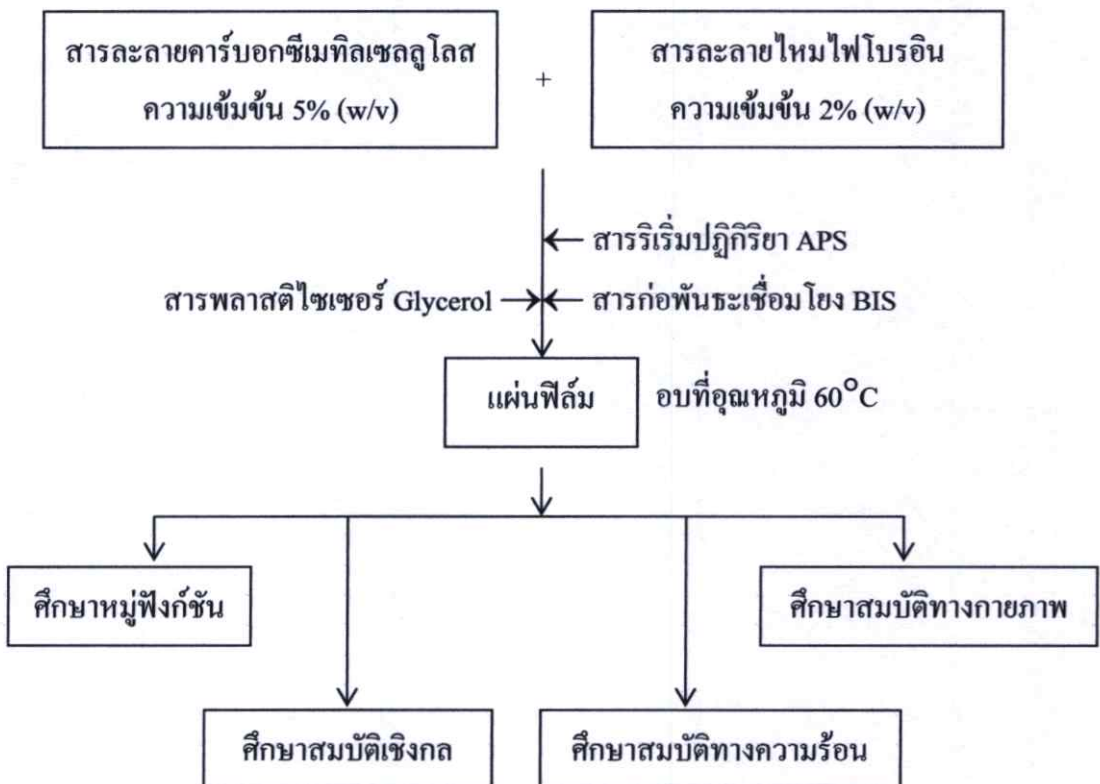 สารละลายคาร์บอกซีเมทิลเซลลูโลส
ความเข้มข้น 5% (w/v)
+
สารละลายไหมไฟโบรอิน
ความเข้มข้น 2% (w/v)
สารริเริ่มปฏิกิริยา APS
สารพลาสติไซเซอร์ Glycerol
สารก่อพันธะเชื่อมโยง BIS
แผ่นฟิล์ม
อบที่อุณหภูมิ 60°C
ศึกษาหมู่ฟังก์ชัน
ศึกษาสมบัติทางกายภาพ
ศึกษาสมบัติเชิงกล
ศึกษาสมบัติทางความร้อน